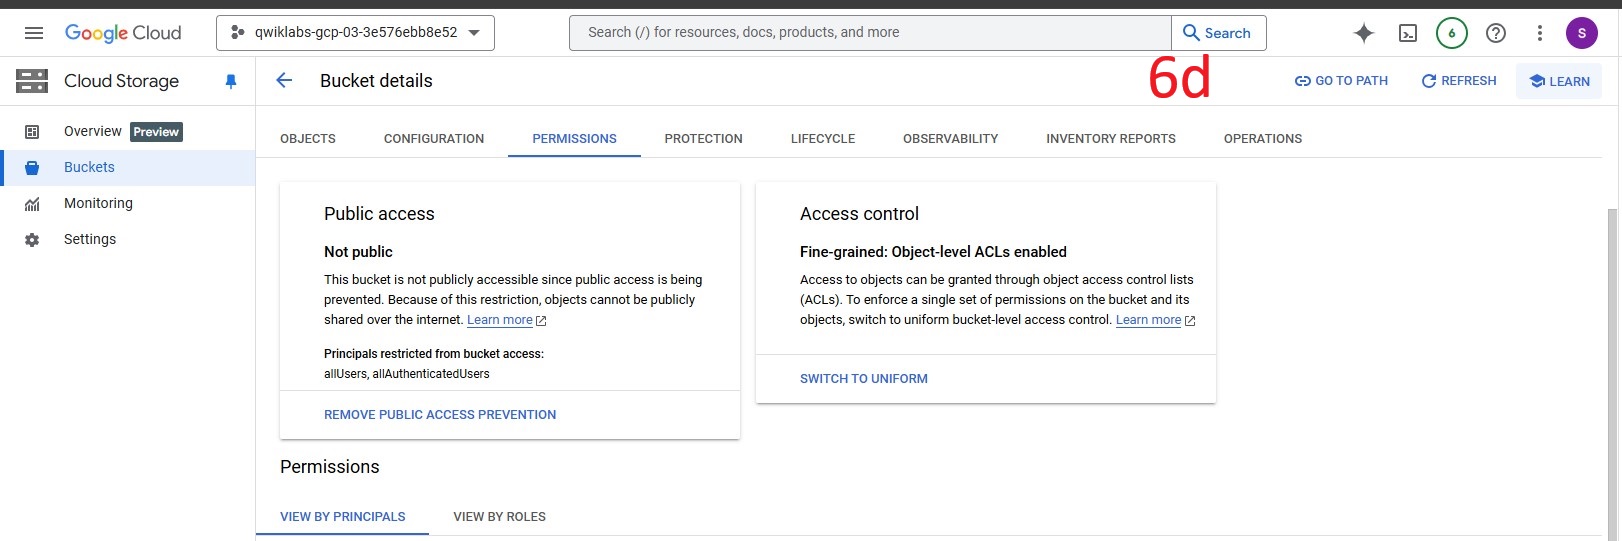 Google Cloud
qwiklabs-gcp-03-3e576ebb8e52
Search (/) for resources, docs, products, and more
Search
6
S
Cloud Storage
Bucket details
6d
GO TO PATH
REFRESH
LEARN
Overview Preview
Buckets
Monitoring
Settings
OBJECTS CONFIGURATION PERMISSIONS PROTECTION LIFECYCLE OBSERVABILITY INVENTORY REPORTS OPERATIONS
Public access
Not public
This bucket is not publicly accessible since public access is being
prevented. Because of this restriction, objects cannot be publicly
shared over the internet. Learn more
Principals restricted from bucket access:
allUsers, allAuthenticatedUsers
REMOVE PUBLIC ACCESS PREVENTION
Access control
Fine-grained: Object-level ACLs enabled
Access to objects can be granted through object access control lists
(ACLs). To enforce a single set of permissions on the bucket and its
objects, switch to uniform bucket-level access control. Learn more
SWITCH TO UNIFORM
Permissions
VIEW BY PRINCIPALS VIEW BY ROLES